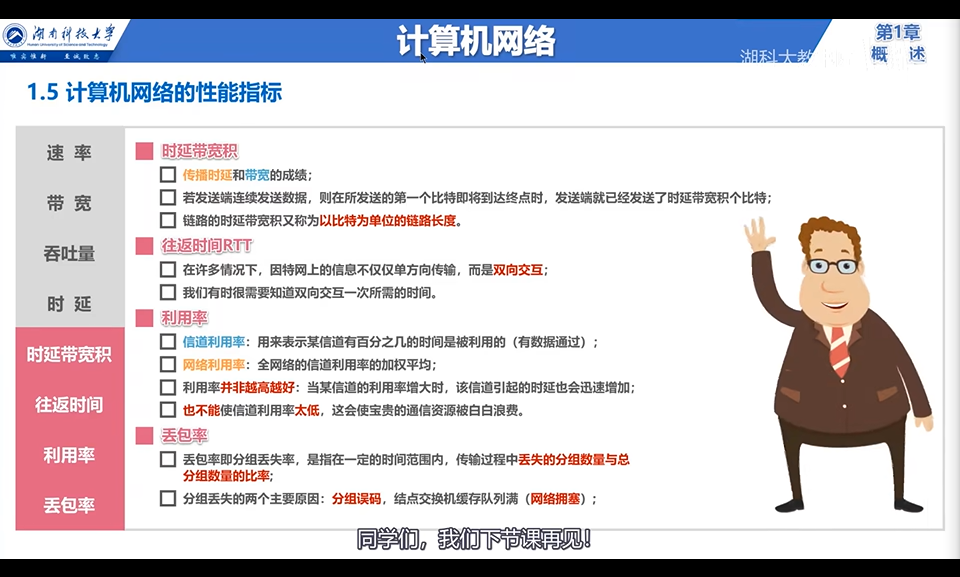 湖南科技大学
Hunan University of Science and Technology
唯实惟新 至诚致志
计算机网络
第1章
概 述
湖科大教
1.5 计算机网络的性能指标
速 率
带 宽
吞吐量
时 延
时延带宽积
往返时间
利用率
丢包率
时延带宽积
传播时延和带宽的成绩；
若发送端连续发送数据，则在所发送的第一个比特即将到达终点时，发送端就已经发送了时延带宽积个比特；
链路的时延带宽积又称为以比特为单位的链路长度。
往返时间RTT
在许多情况下，因特网上的信息不仅仅单方向传输，而是双向交互；
我们有时很需要知道双向交互一次所需的时间。
利用率
信道利用率：用来表示某信道有百分之几的时间是被利用的（有数据通过）；
网络利用率：全网络的信道利用率的加权平均；
利用率并非越高越好：当某信道的利用率增大时，该信道引起的时延也会迅速增加；
也不能使信道利用率太低，这会使宝贵的通信资源被白白浪费。
丢包率
丢包率即分组丢失率，是指在一定的时间范围内，传输过程中丢失的分组数量与总
分组数量的比率；
分组丢失的两个主要原因：分组误码，结点交换机缓存队列满（网络拥塞）；
同学们，我们下节课再见！